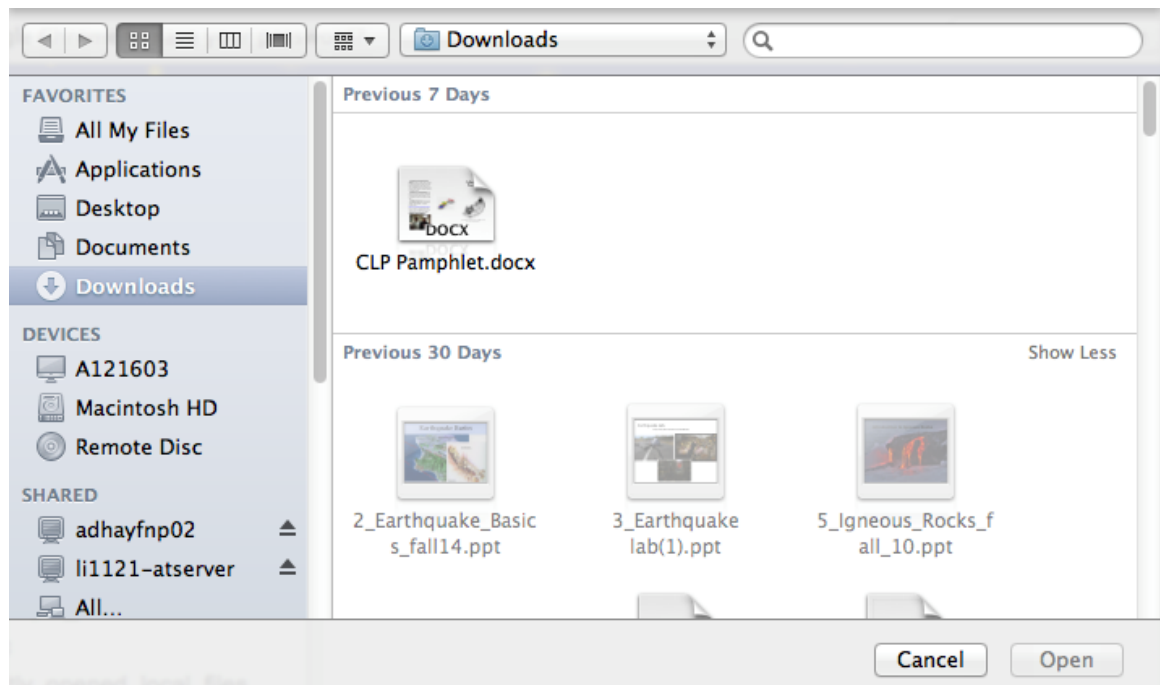 Downloads
FAVORITES
All My Files
Applications
Desktop
Documents
Downloads
DEVICES
A121603
Macintosh HD
Remote Disc
SHARED
adhayfnp02
li1121-atserver
All...
Previous 7 Days
DOCX
CLP Pamphlet.docx
Previous 30 Days
Show Less
2_Earthquake_Basic
s_fall14.ppt
3_Earthquake
lab(1).ppt
5_Igneous_Rocks_f
all_10.ppt
Cancel
Open